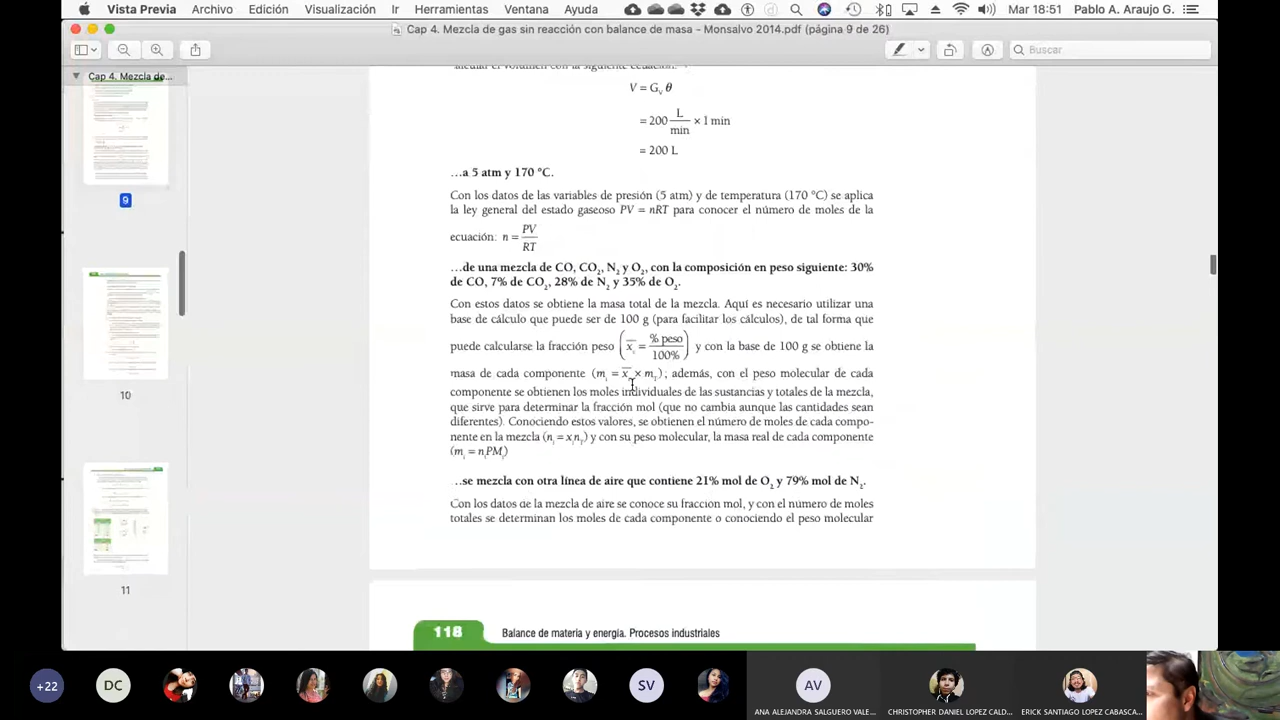 Vista Previa Archivo Edición Visualización Ir Herramientas Ventana Ayuda Mar 18:51 Pablo A. Araujo G.
Cap 4. Mezcla de gas sin reacción con balance de masa - Monsalvo 2014.pdf (página 9 de 26)
Buscar
Cap 4. Mezcla de...
9
10
11
el volumen con la siguiente ecuación:
V = Gᵥ θ
= 200 L/min × 1 min
= 200 L
…a 5 atm y 170 °C.
Con los datos de las variables de presión (5 atm) y de temperatura (170 °C) se aplica
la ley general del estado gaseoso PV = nRT para conocer el número de moles de la
ecuación: n = PV/RT
…de una mezcla de CO, CO₂, N₂ y O₂, con la composición en peso siguiente: 30%
de CO, 7% de CO₂, 28% de N₂ y 35% de O₂.
Con estos datos se obtiene la masa total de la mezcla. Aquí es necesario utilizar una
base de cálculo que puede ser de 100 g (para facilitar los cálculos), de tal forma que
puede calcularse la fracción peso (x̄ᵢ = % peso/100%) y con la base de 100 g se obtiene la
masa de cada componente (mᵢ = x̄ᵢ × mT); además, con el peso molecular de cada
componente se obtienen los moles individuales de las sustancias y totales de la mezcla,
que sirve para determinar la fracción mol (que no cambia aunque las cantidades sean
diferentes). Conociendo estos valores, se obtienen el número de moles de cada compo-
nente en la mezcla (nᵢ = xᵢnT) y con su peso molecular, la masa real de cada componente
(mᵢ = nᵢPMᵢ)
…se mezcla con otra línea de aire que contiene 21% mol de O₂ y 79% mol de N₂.
Con los datos de la mezcla de aire se conoce su fracción mol, y con el número de moles
totales se determinan los moles de cada componente o conociendo el peso molecular
118 Balance de materia y energía. Procesos industriales
+22 DC SV AV
ANA ALEJANDRA SALGUERO VALE... CHRISTOPHER DANIEL LOPEZ CALD... ERICK SANTIAGO LOPEZ CABASCA...